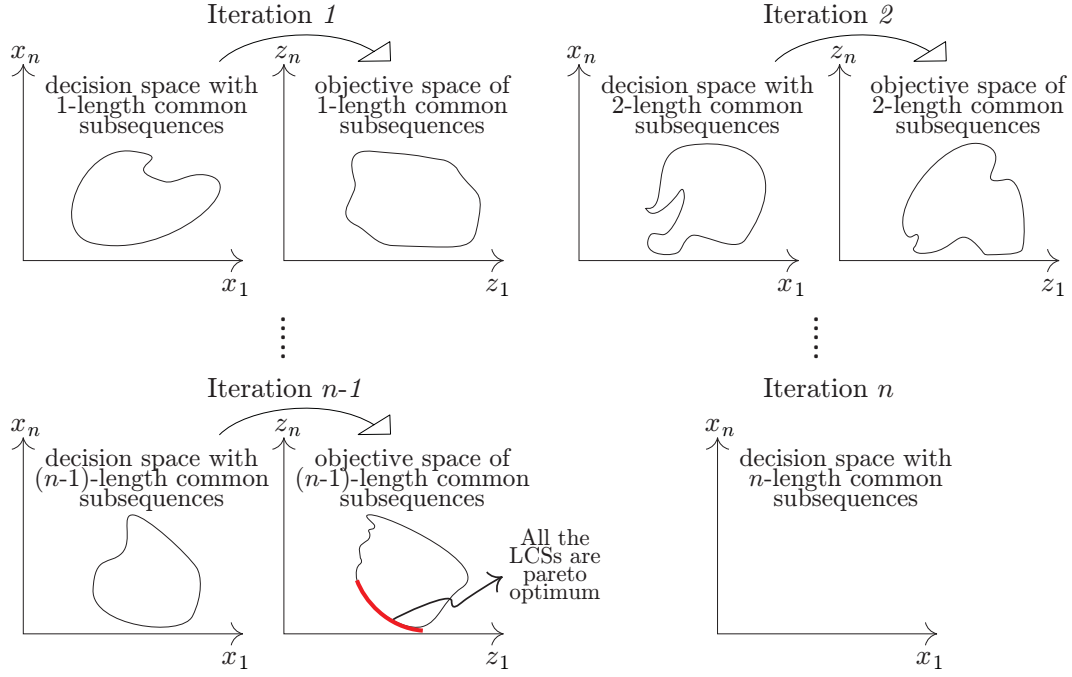 Iteration 1
x_n
decision space with
1-length common
subsequences
x_1
z_n
objective space of
1-length common
subsequences
z_1
Iteration 2
x_n
decision space with
2-length common
subsequences
x_1
z_n
objective space of
2-length common
subsequences
z_1
Iteration n-1
x_n
decision space with
(n-1)-length common
subsequences
x_1
z_n
objective space of
(n-1)-length common
subsequences
z_1
All the
LCSs are
pareto
optimum
Iteration n
x_n
decision space with
n-length common
subsequences
x_1